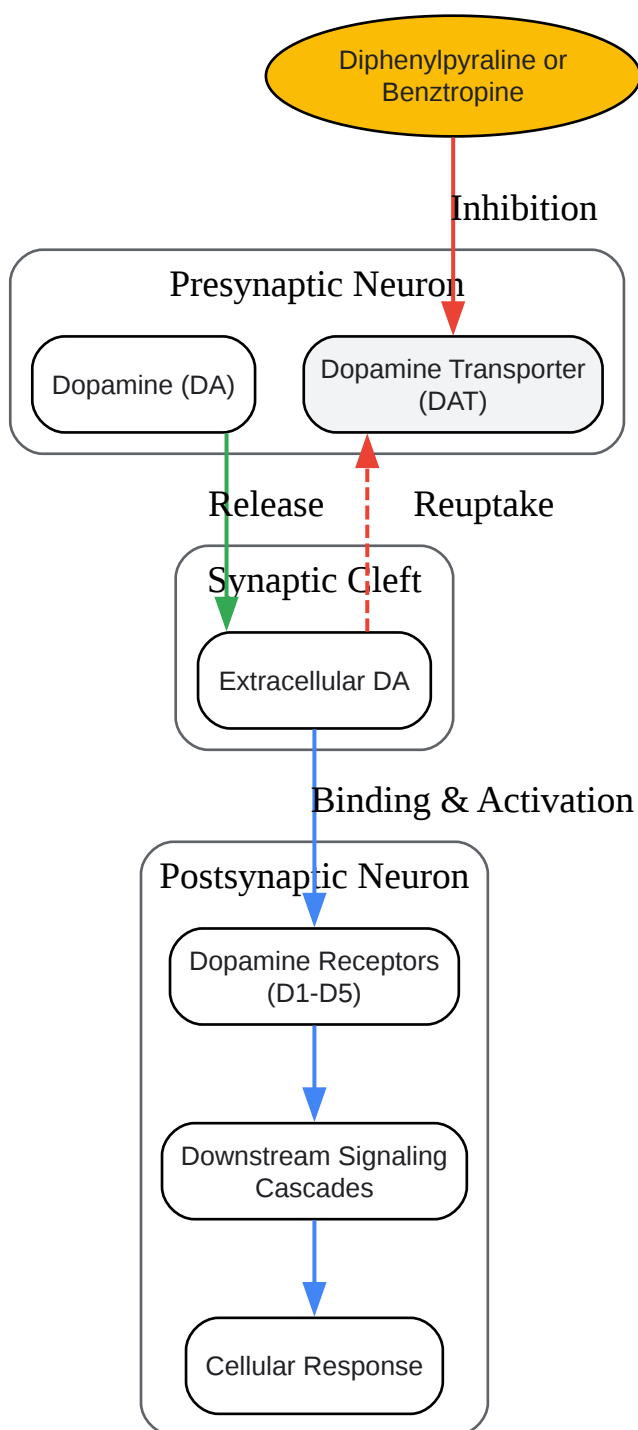 Diphenylpyraline or
Benztropine
Inhibition
Presynaptic Neuron
Dopamine (DA)
Dopamine Transporter
(DAT)
Release
Reuptake
Synaptic Cleft
Extracellular DA
Binding & Activation
Postsynaptic Neuron
Dopamine Receptors
(D1-D5)
Downstream Signaling
Cascades
Cellular Response